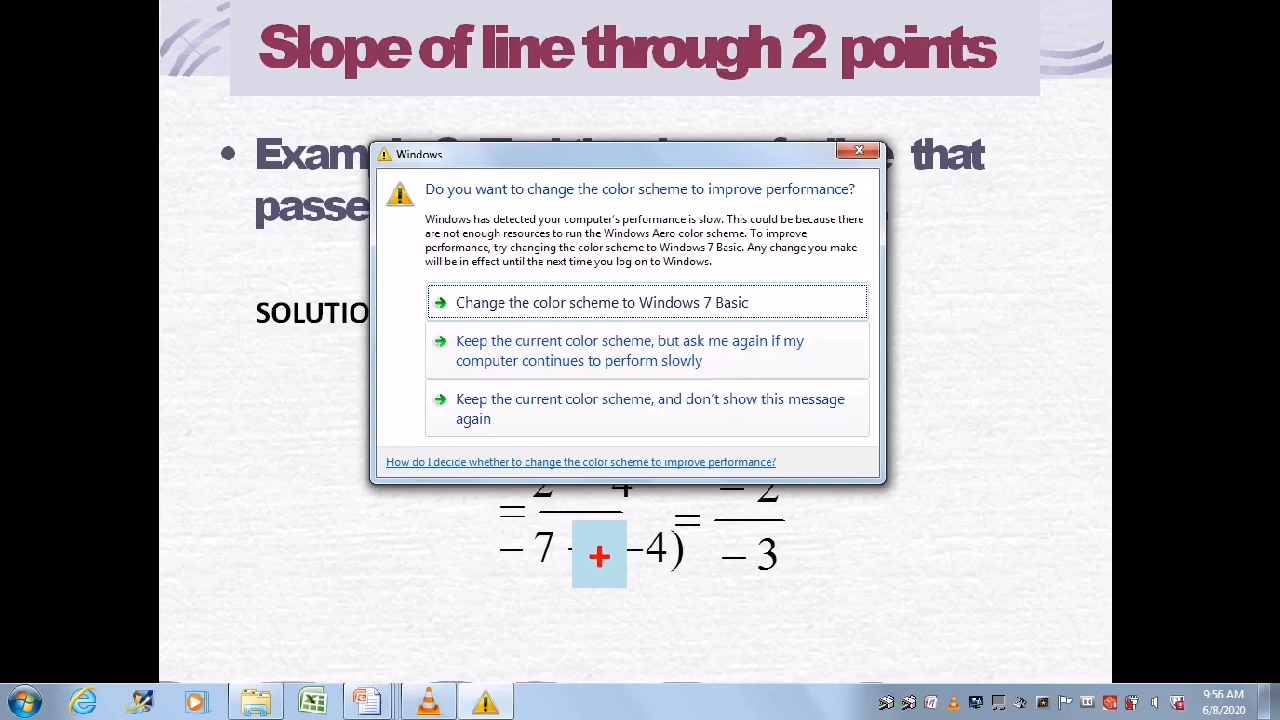 Slope of line through 2 points
that
passe
SOLUTIO
Windows
Do you want to change the color scheme to improve performance?
Windows has detected your computer's performance is slow. This could be because there
are not enough resources to run the Windows Aero color scheme. To improve
performance, try changing the color scheme to Windows 7 Basic. Any change you make
will be in effect until the next time you log on to Windows.
Change the color scheme to Windows 7 Basic
Keep the current color scheme, but ask me again if my
computer continues to perform slowly
Keep the current color scheme, and don't show this message
again
How do I decide whether to change the color scheme to improve performance?
= 2 4 = −2
−7 + −4) −3
9:56 AM
6/8/2020